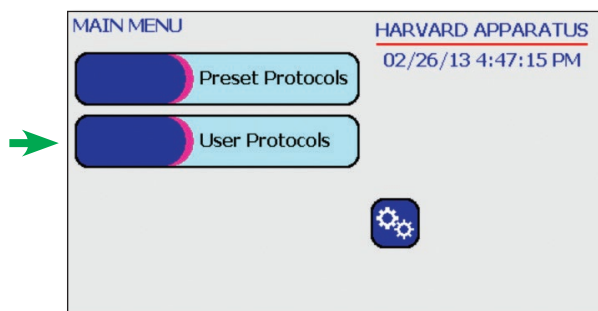 MAIN MENU
HARVARD APPARATUS
02/26/13 4:47:15 PM
Preset Protocols
User Protocols